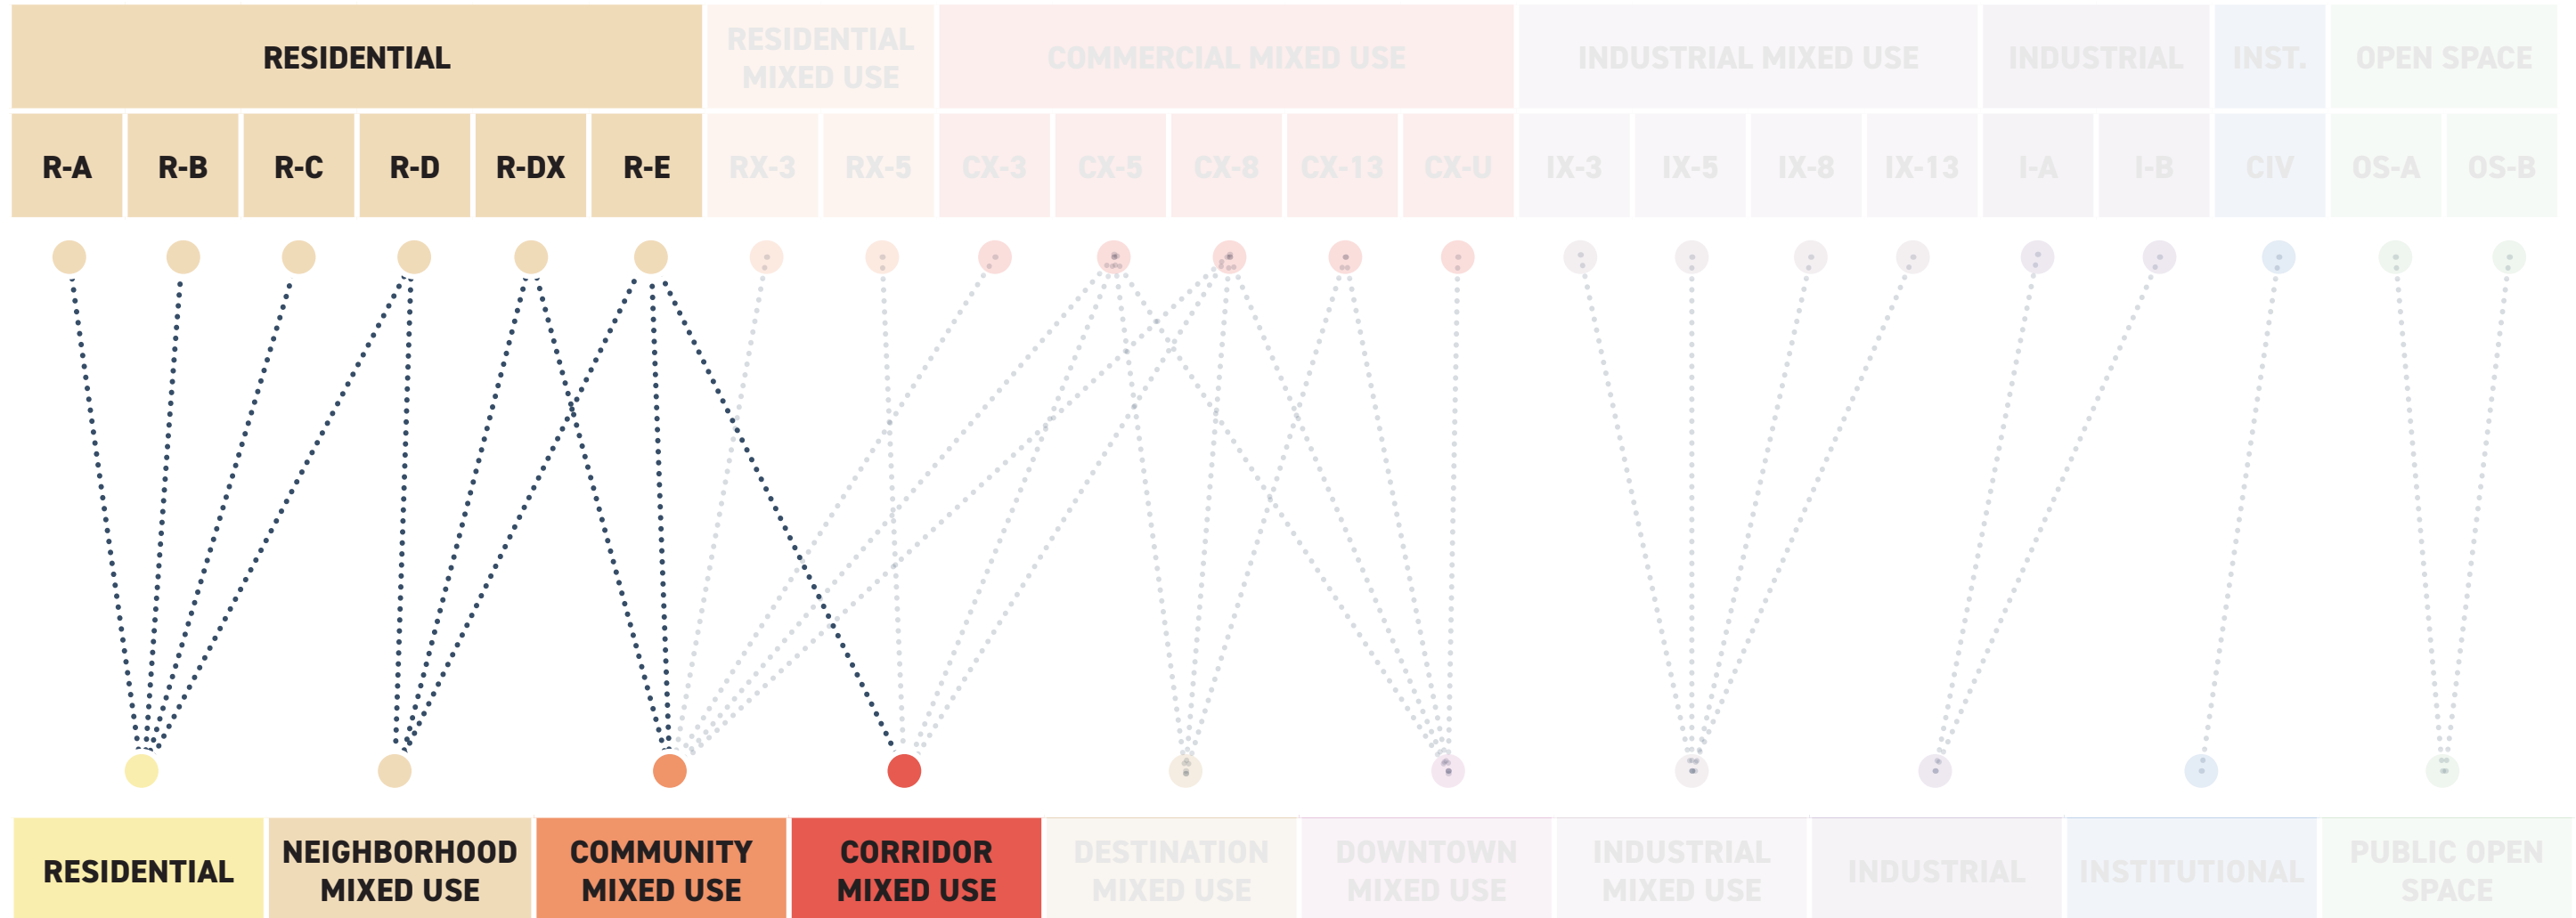 RESIDENTIAL
RESIDENTIAL
MIXED USE
COMMERCIAL MIXED USE
INDUSTRIAL MIXED USE
INDUSTRIAL
INST.
OPEN SPACE
R-A
R-B
R-C
R-D
R-DX
R-E
RX-3
RX-5
CX-3
CX-5
CX-8
CX-13
CX-U
IX-3
IX-5
IX-8
IX-13
I-A
I-B
CIV
OS-A
OS-B
RESIDENTIAL
NEIGHBORHOOD
MIXED USE
COMMUNITY
MIXED USE
CORRIDOR
MIXED USE
DESTINATION
MIXED USE
DOWNTOWN
MIXED USE
INDUSTRIAL
MIXED USE
INDUSTRIAL
INSTITUTIONAL
PUBLIC OPEN
SPACE